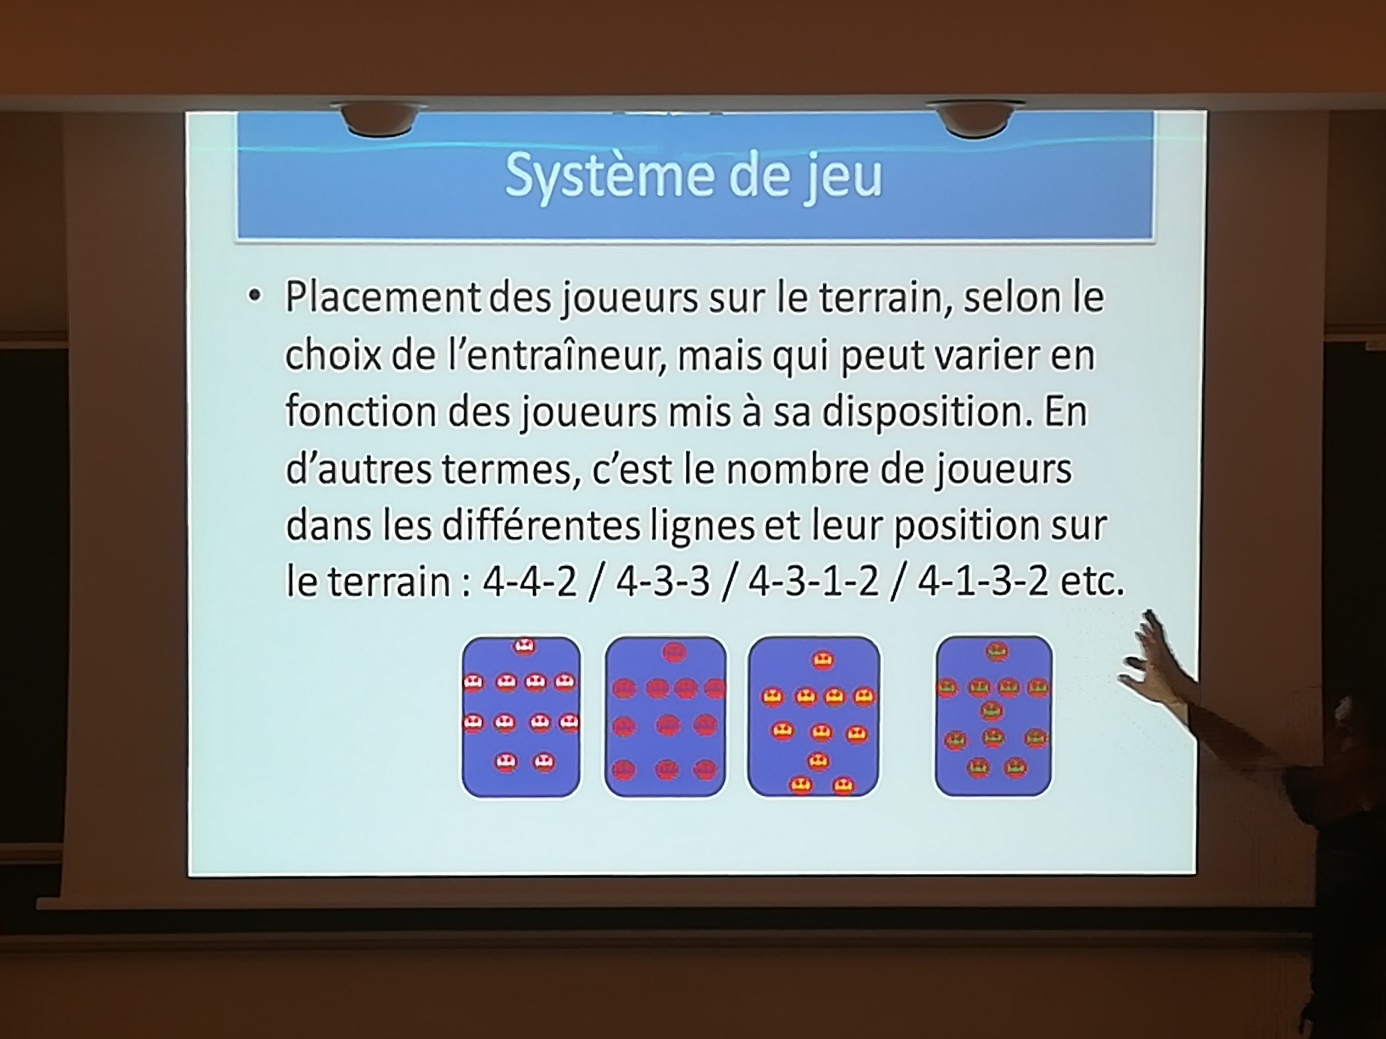 Système de jeu
• Placement des joueurs sur le terrain, selon le
choix de l’entraîneur, mais qui peut varier en
fonction des joueurs mis à sa disposition. En
d’autres termes, c’est le nombre de joueurs
dans les différentes lignes et leur position sur
le terrain : 4-4-2 / 4-3-3 / 4-3-1-2 / 4-1-3-2 etc.